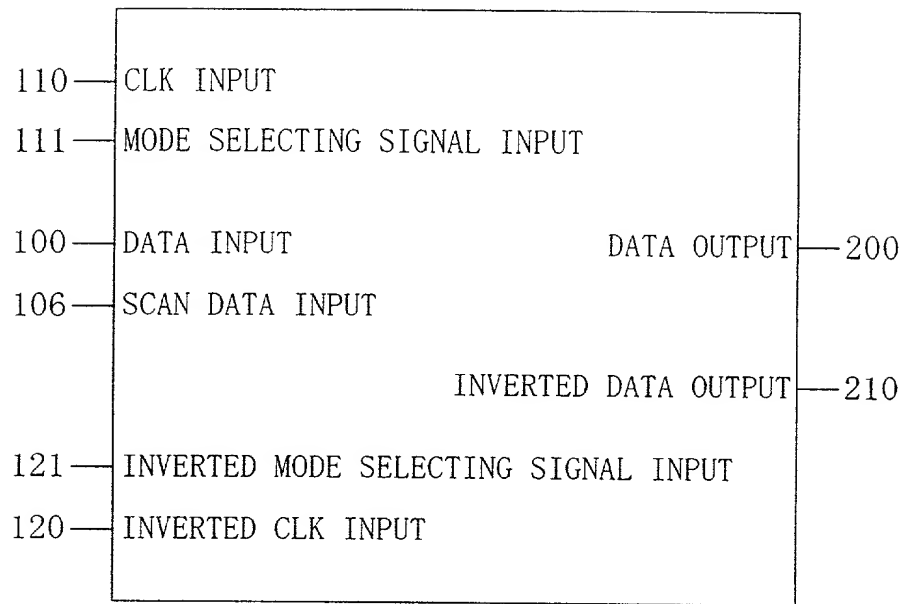 110 CLK INPUT
111 MODE SELECTING SIGNAL INPUT
100 DATA INPUT DATA OUTPUT 200
106 SCAN DATA INPUT
INVERTED DATA OUTPUT 210
121 INVERTED MODE SELECTING SIGNAL INPUT
120 INVERTED CLK INPUT